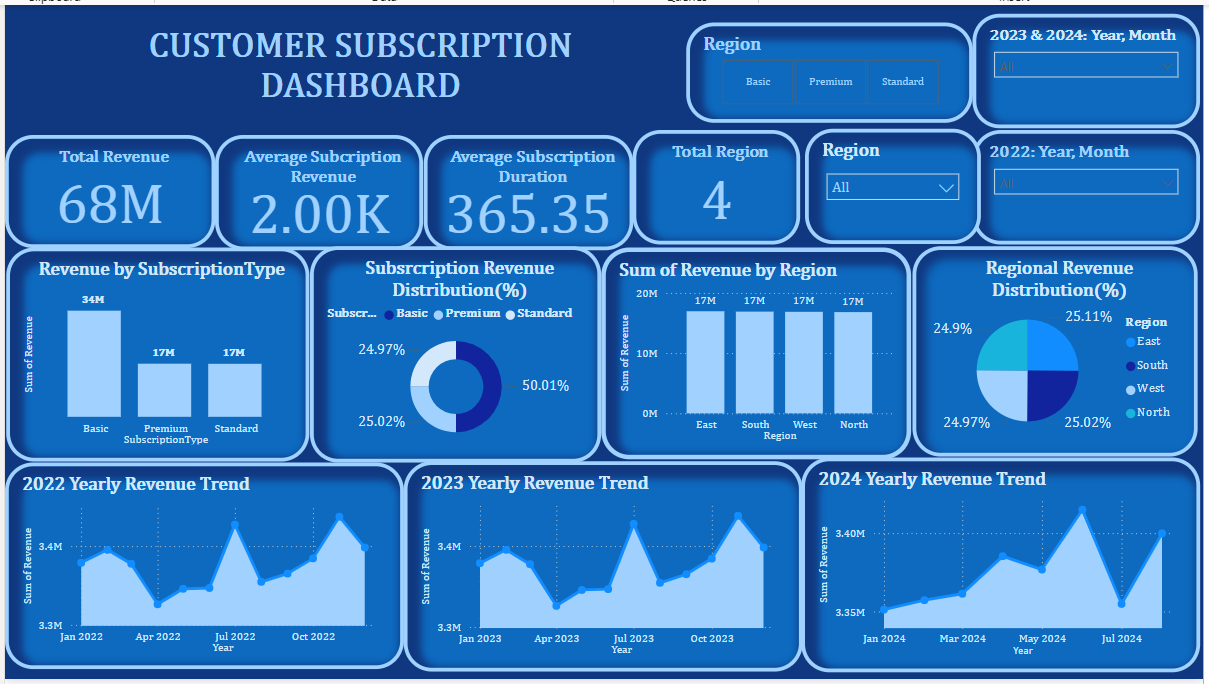 CUSTOMER SUBSCRIPTION
DASHBOARD
Region
Basic Premium Standard
2023 & 2024: Year, Month
All
Total Revenue
68M
Average Subcription
Revenue
2.00K
Average Subscription
Duration
365.35
Total Region
4
Region
All
2022: Year, Month
All
Revenue by SubscriptionType
Sum of Revenue
34M
17M
17M
Basic Premium Standard
SubscriptionType
Subsrcription Revenue
Distribution(%)
Subscr... Basic Premium Standard
24.97%
50.01%
25.02%
Sum of Revenue by Region
Sum of Revenue
20M
10M
0M
17M 17M 17M 17M
East South West North
Region
Regional Revenue
Distribution(%)
25.11%
24.9%
24.97%
25.02%
Region
East
South
West
North
2022 Yearly Revenue Trend
Sum of Revenue
3.4M
3.3M
Jan 2022 Apr 2022 Jul 2022 Oct 2022
Year
2023 Yearly Revenue Trend
Sum of Revenue
3.4M
3.3M
Jan 2023 Apr 2023 Jul 2023 Oct 2023
Year
2024 Yearly Revenue Trend
Sum of Revenue
3.40M
3.35M
Jan 2024 Mar 2024 May 2024 Jul 2024
Year